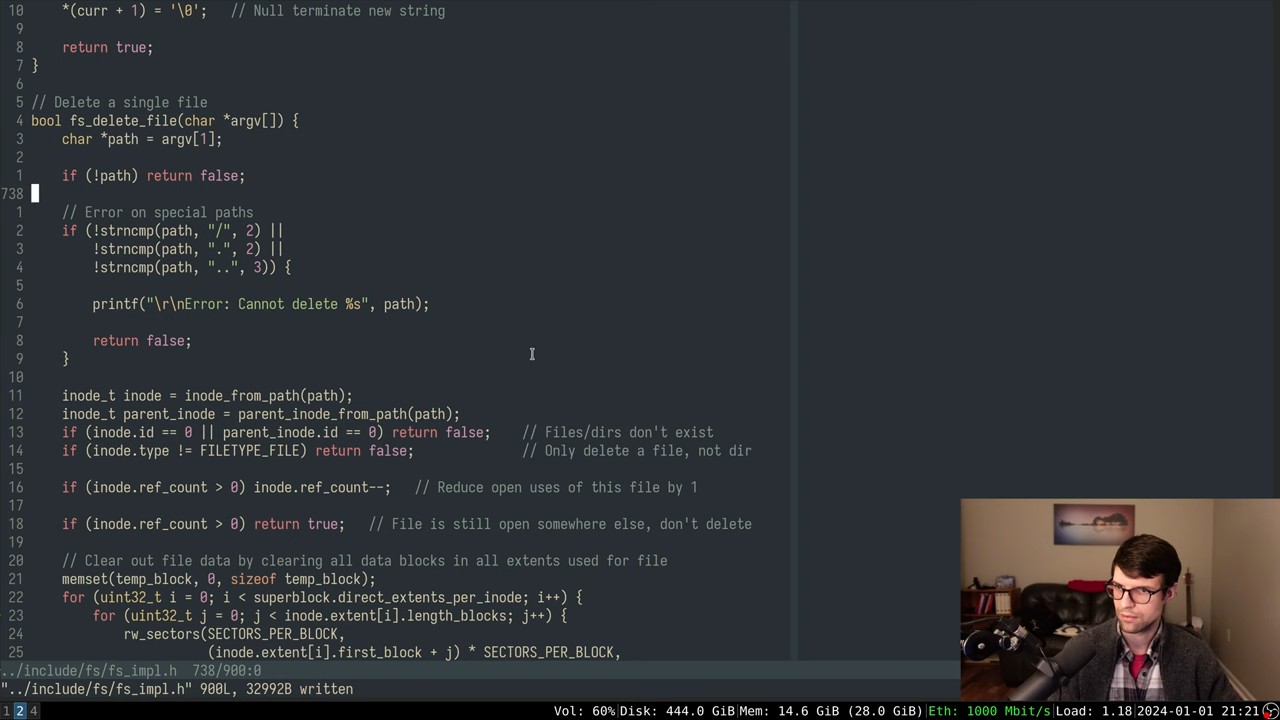 10     *(curr + 1) = '\0';   // Null terminate new string
9
8     return true;
7 }
6
5 // Delete a single file
4 bool fs_delete_file(char *argv[]) {
3     char *path = argv[1];
2
1     if (!path) return false;
738
1     // Error on special paths
2     if (!strncmp(path, "/", 2) ||
3         !strncmp(path, ".", 2) ||
4         !strncmp(path, "..", 3)) {
5
6         printf("\r\nError: Cannot delete %s", path);
7
8         return false;
9     }
10
11     inode_t inode = inode_from_path(path);
12     inode_t parent_inode = parent_inode_from_path(path);
13     if (inode.id == 0 || parent_inode.id == 0) return false;    // Files/dirs don't exist
14     if (inode.type != FILETYPE_FILE) return false;              // Only delete a file, not dir
15
16     if (inode.ref_count > 0) inode.ref_count--;   // Reduce open uses of this file by 1
17
18     if (inode.ref_count > 0) return true;   // File is still open somewhere else, don't delete
19
20     // Clear out file data by clearing all data blocks in all extents used for file
21     memset(temp_block, 0, sizeof temp_block);
22     for (uint32_t i = 0; i < superblock.direct_extents_per_inode; i++) {
23         for (uint32_t j = 0; j < inode.extent[i].length_blocks; j++) {
24             rw_sectors(SECTORS_PER_BLOCK,
25                        (inode.extent[i].first_block + j) * SECTORS_PER_BLOCK,
../include/fs/fs_impl.h  738/900:0
"../include/fs/fs_impl.h" 900L, 32992B written
1 2 4 Vol: 60%|Disk: 444.0 GiB|Mem: 14.6 GiB (28.0 GiB)|Eth: 1000 Mbit/s|Load: 1.18 2024-01-01 21:21